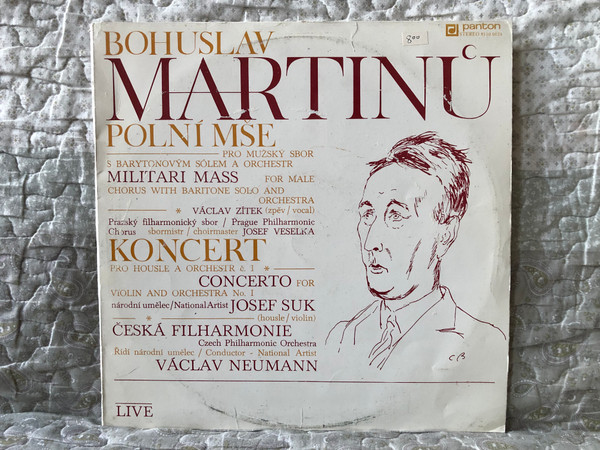 BOHUSLAV
MARTINŮ
panton
STEREO
POLNÍ MŠE
PRO MUŽSKÝ SBOR
S BARYTONOVÝM SÓLEM A ORCHESTR
MILITARI MASS FOR MALE
CHORUS WITH BARITONE SOLO AND
ORCHESTRA
* VÁCLAV ZÍTEK (zpěv / vocal)
Pražský filharmonický sbor / Prague Philharmonic
Chorus sbormistr / choirmaster JOSEF VESELKA
KONCERT
PRO HOUSLE A ORCHESTR č. 1 *
CONCERTO FOR
VIOLIN AND ORCHESTRA No. 1
národní umělec / National Artist JOSEF SUK
* (housle / violin)
ČESKÁ FILHARMONIE
Czech Philharmonic Orchestra
Řídí národní umělec / Conductor - National Artist
VÁCLAV NEUMANN
LIVE